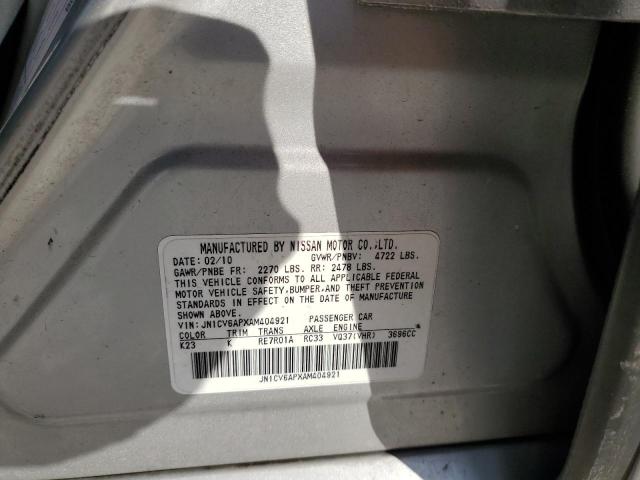 MANUFACTURED BY NISSAN MOTOR CO.,LTD.
DATE: 02/10 GVWR/PNBV: 4722 LBS.
GAWR/PNBE FR: 2270 LBS. RR: 2478 LBS.
THIS VEHICLE CONFORMS TO ALL APPLICABLE FEDERAL
MOTOR VEHICLE SAFETY, BUMPER, AND THEFT PREVENTION
STANDARDS IN EFFECT ON THE DATE OF MANUFACTURE
SHOWN ABOVE.
VIN: JN1CV6APXAM404921 PASSENGER CAR
COLOR TRIM TRANS AXLE ENGINE
K23 K RE7R01A RC33 VQ37(VHR) 3696CC
JN1CV6APXAM404921